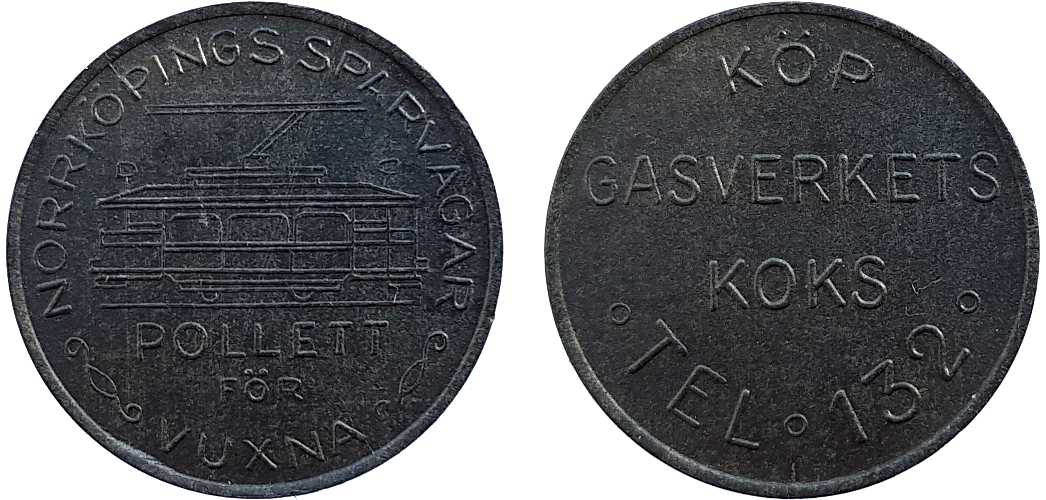 NORRKÖPINGS SPÅRVÄGAR
POLLETT
FÖR
VUXNA
KÖP
GASVERKETS
KOKS
TEL 132